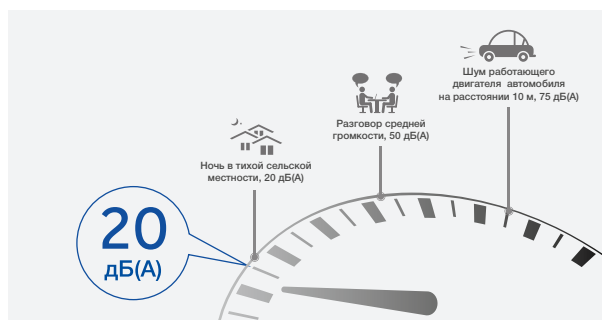 Шум работающего
двигателя автомобиля
на расстоянии 10 м, 75 дБ(А)
Разговор средней
громкости, 50 дБ(А)
Ночь в тихой сельской
местности, 20 дБ(А)
20
дБ(А)